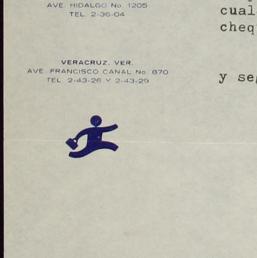 AVE. HIDALGO No. 1205
TEL. 2-36-04
VERACRUZ, VER.
AVE. FRANCISCO CANAL No. 870
TEL. 2-43-26 Y 2-43-29
cual
cheq
y se